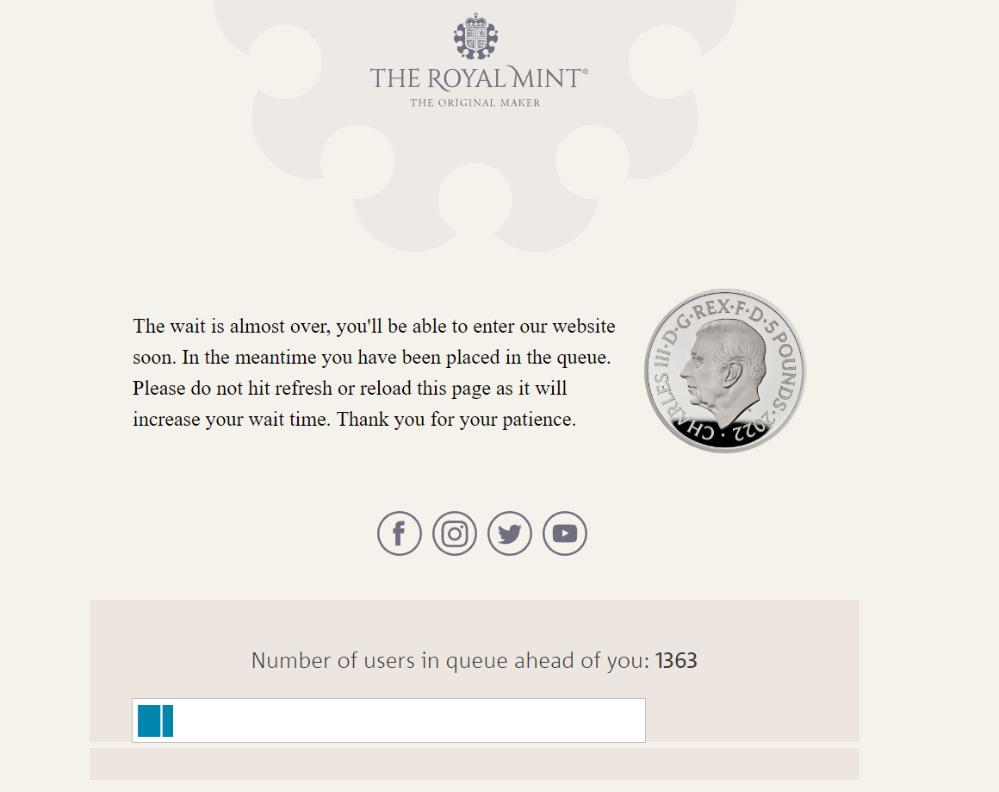 THE ROYAL MINT®
THE ORIGINAL MAKER
The wait is almost over, you'll be able to enter our website
soon. In the meantime you have been placed in the queue.
Please do not hit refresh or reload this page as it will
increase your wait time. Thank you for your patience.
CHARLES III·D·G·REX·F·D·5 POUNDS·2022·
Number of users in queue ahead of you: 1363